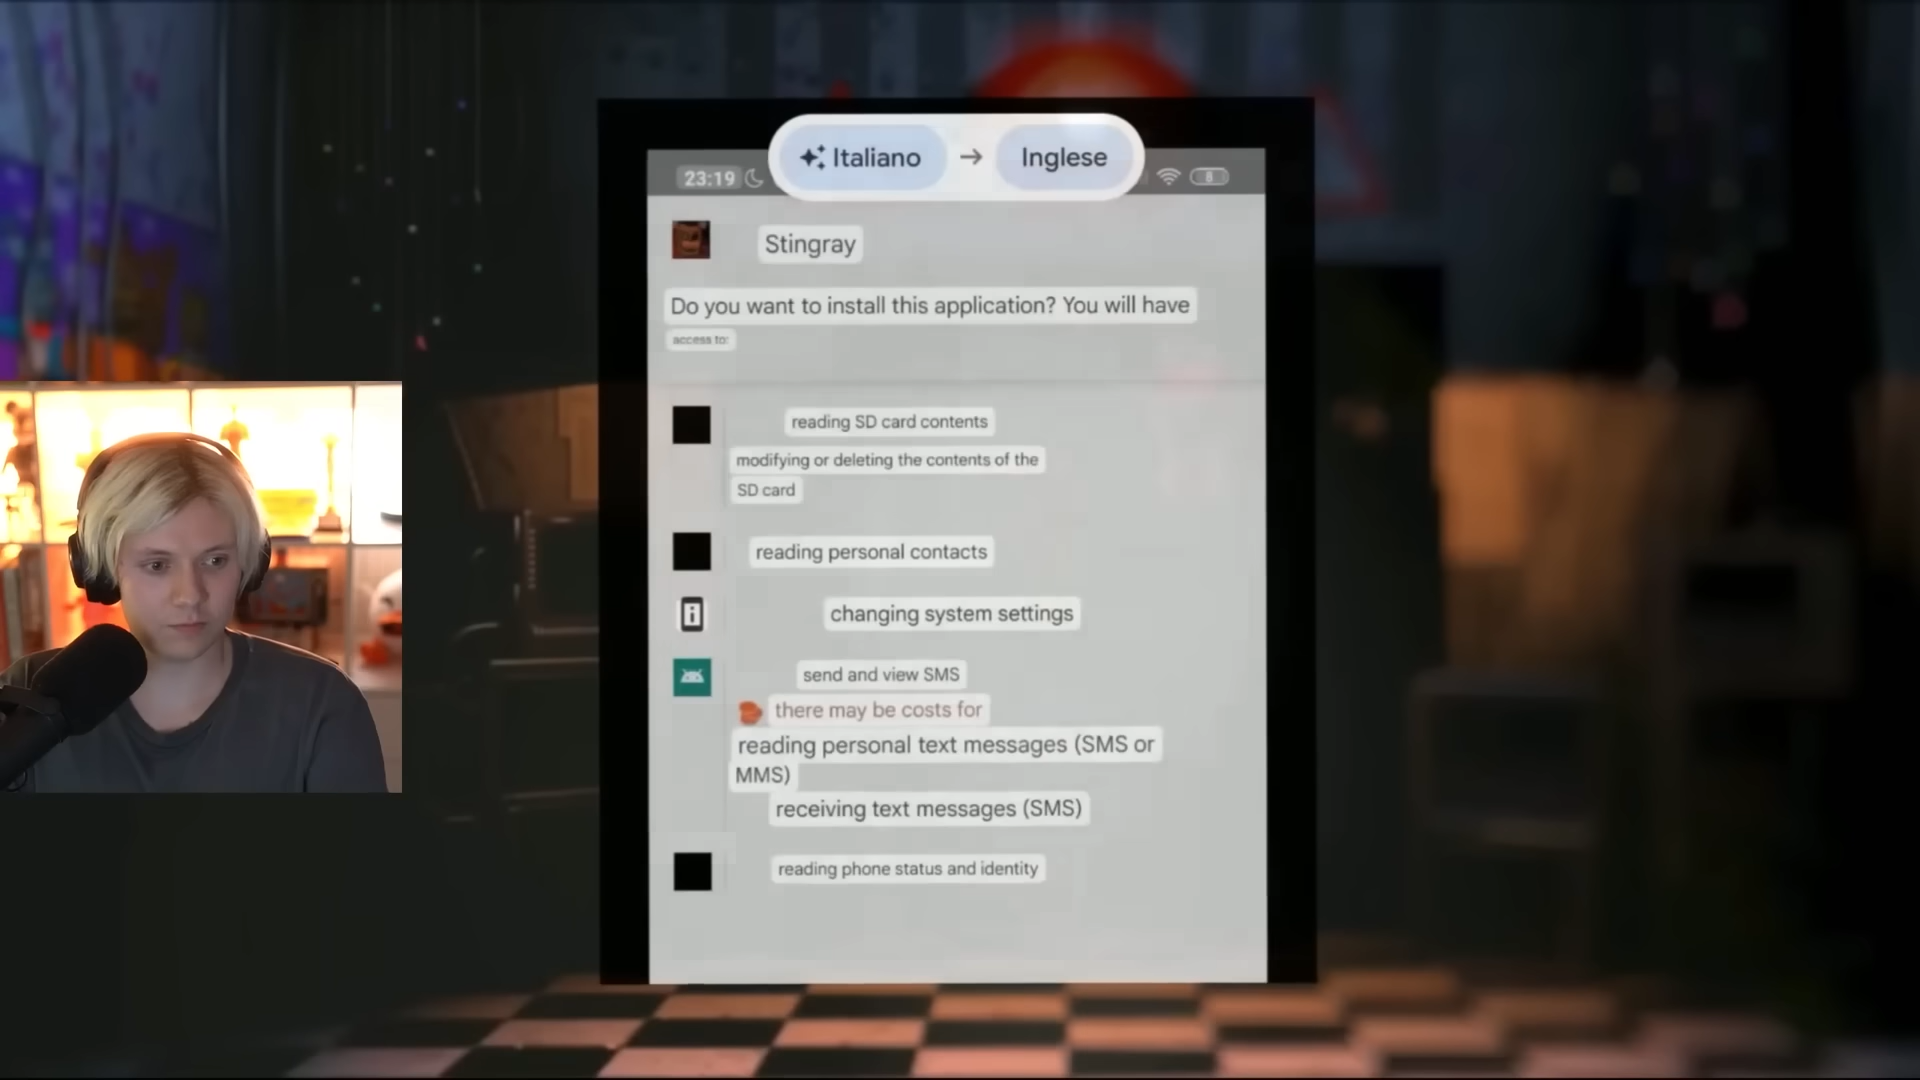 Italiano → Inglese
23:19
8
Stingray
Do you want to install this application? You will have
access to:
reading SD card contents
modifying or deleting the contents of the
SD card
reading personal contacts
changing system settings
send and view SMS
there may be costs for
reading personal text messages (SMS or
MMS)
receiving text messages (SMS)
reading phone status and identity